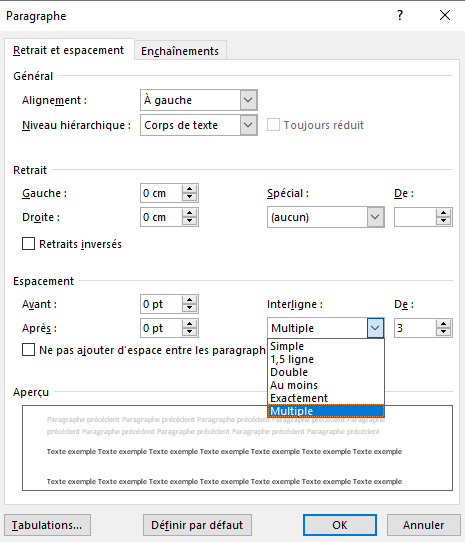 Paragraphe ?
Retrait et espacement Enchaînements
Général
Alignement : À gauche
Niveau hiérarchique : Corps de texte Toujours réduit
Retrait
Gauche : 0 cm Spécial : De :
Droite : 0 cm (aucun)
Retraits inversés
Espacement
Avant : 0 pt Interligne : De :
Après : 0 pt Multiple 3
Ne pas ajouter d'espace entre les paragraph
Simple
1,5 ligne
Double
Au moins
Exactement
Multiple
Aperçu
Paragraphe précédent Paragraphe précédent Paragraphe précédent Paragraphe précédent Paragraphe
précédent Paragraphe précédent Paragraphe précédent Paragraphe précédent
Texte exemple Texte exemple Texte exemple Texte exemple Texte exemple Texte exemple Texte exemple
Texte exemple Texte exemple Texte exemple Texte exemple Texte exemple Texte exemple Texte exemple
Tabulations... Définir par défaut OK Annuler